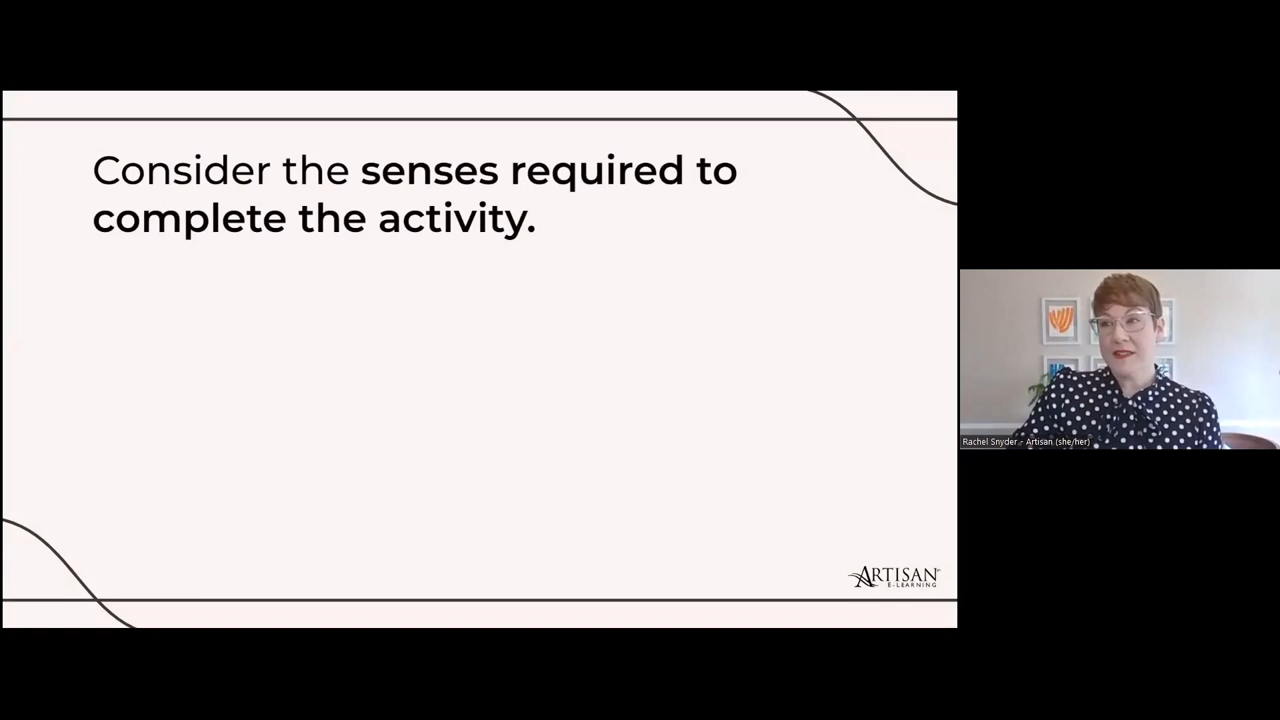 Consider the senses required to
complete the activity.
ARTISAN
E-LEARNING
Rachel Snyder - Artisan (she/her)